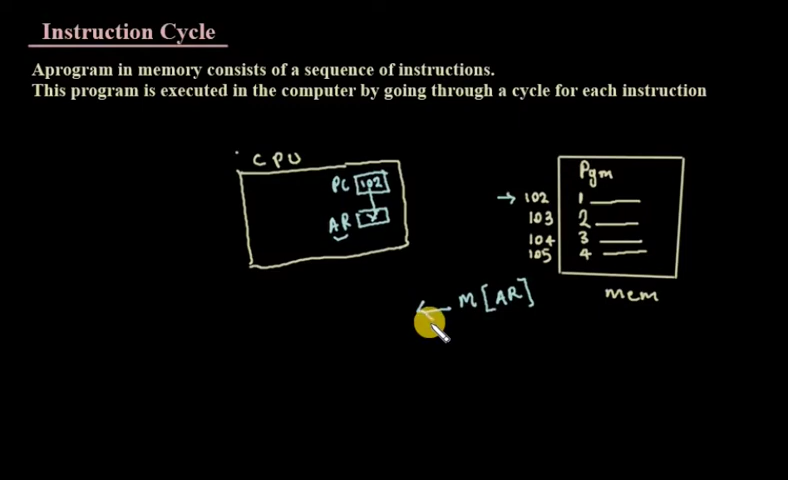 Instruction Cycle
Aprogram in memory consists of a sequence of instructions.
This program is executed in the computer by going through a cycle for each instruction
CPU
PC 102
AR
Pgm
→ 102 1
103 2
104 3
105 4
mem
← M[AR]